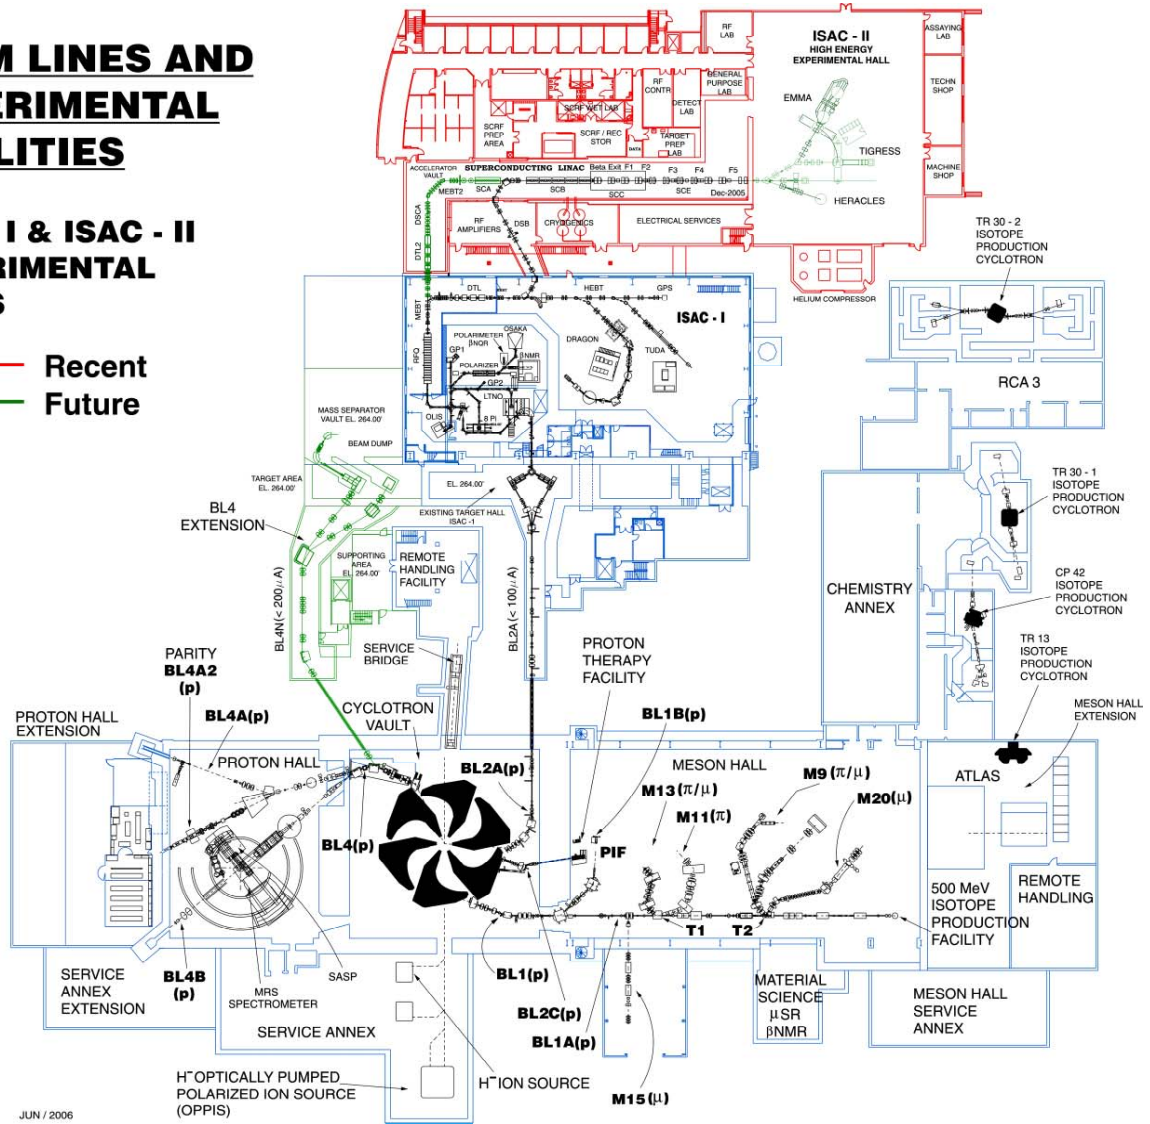 M LINES AND
ERIMENTAL
LITIES
I & ISAC - II
RIMENTAL
S
Recent
Future
RF
LAB
ISAC - II
HIGH ENERGY
EXPERIMENTAL HALL
ASSAYING
LAB
GENERAL
PURPOSE
LAB
RF
CONTR
DETECT
LAB
TECHN
SHOP
EMMA
SCRF WET LAB
SCRF
PREP
AREA
SCRF / REC
STOR
DATA
TARGET
PREP
LAB
TIGRESS
MACHINE
SHOP
ACCELERATOR
VAULT
SUPERCONDUCTING LINAC
Beta Exit F1 F2
F3 F4 F5
MEBT2
SCA
SCB
SCC
SCE
Dec-2005
HERACLES
DSCA
RF
AMPLIFIERS
DSB
CRYOGENICS
ELECTRICAL SERVICES
DTL2
HELIUM COMPRESSOR
TR 30 - 2
ISOTOPE
PRODUCTION
CYCLOTRON
DTL
HEBT
GPS
MEBT
ISAC - I
OSAKA
POLARIMETER
βNQR
GP1
βNMR
POLARIZER
RFQ
GP2
LTNO
OLIS
8 PI
DRAGON
TUDA
RCA 3
MASS SEPARATOR
VAULT EL. 264.00'
BEAM DUMP
TARGET AREA
EL. 264.00'
EL. 264.00'
EXISTING TARGET HALL
ISAC -1
BL4
EXTENSION
TR 30 - 1
ISOTOPE
PRODUCTION
CYCLOTRON
SUPPORTING
AREA
EL. 264.00'
REMOTE
HANDLING
FACILITY
BL4N(< 200μA)
BL2A(< 100μA)
CHEMISTRY
ANNEX
CP 42
ISOTOPE
PRODUCTION
CYCLOTRON
TR 13
ISOTOPE
PRODUCTION
CYCLOTRON
SERVICE
BRIDGE
PROTON
THERAPY
FACILITY
PARITY
BL4A2
(p)
BL4A(p)
CYCLOTRON
VAULT
BL1B(p)
MESON HALL
EXTENSION
PROTON HALL
EXTENSION
PROTON HALL
BL2A(p)
MESON HALL
M9(π/μ)
M13(π/μ)
M20(μ)
M11(π)
ATLAS
BL4(p)
PIF
500 MeV
ISOTOPE
PRODUCTION
FACILITY
REMOTE
HANDLING
T1
T2
SERVICE
ANNEX
EXTENSION
BL4B
(p)
MRS
SPECTROMETER
SASP
BL1(p)
BL2C(p)
BL1A(p)
MATERIAL
SCIENCE
μSR
βNMR
MESON HALL
SERVICE
ANNEX
SERVICE ANNEX
H⁻OPTICALLY PUMPED
POLARIZED ION SOURCE
(OPPIS)
H⁻ION SOURCE
M15(μ)
JUN / 2006